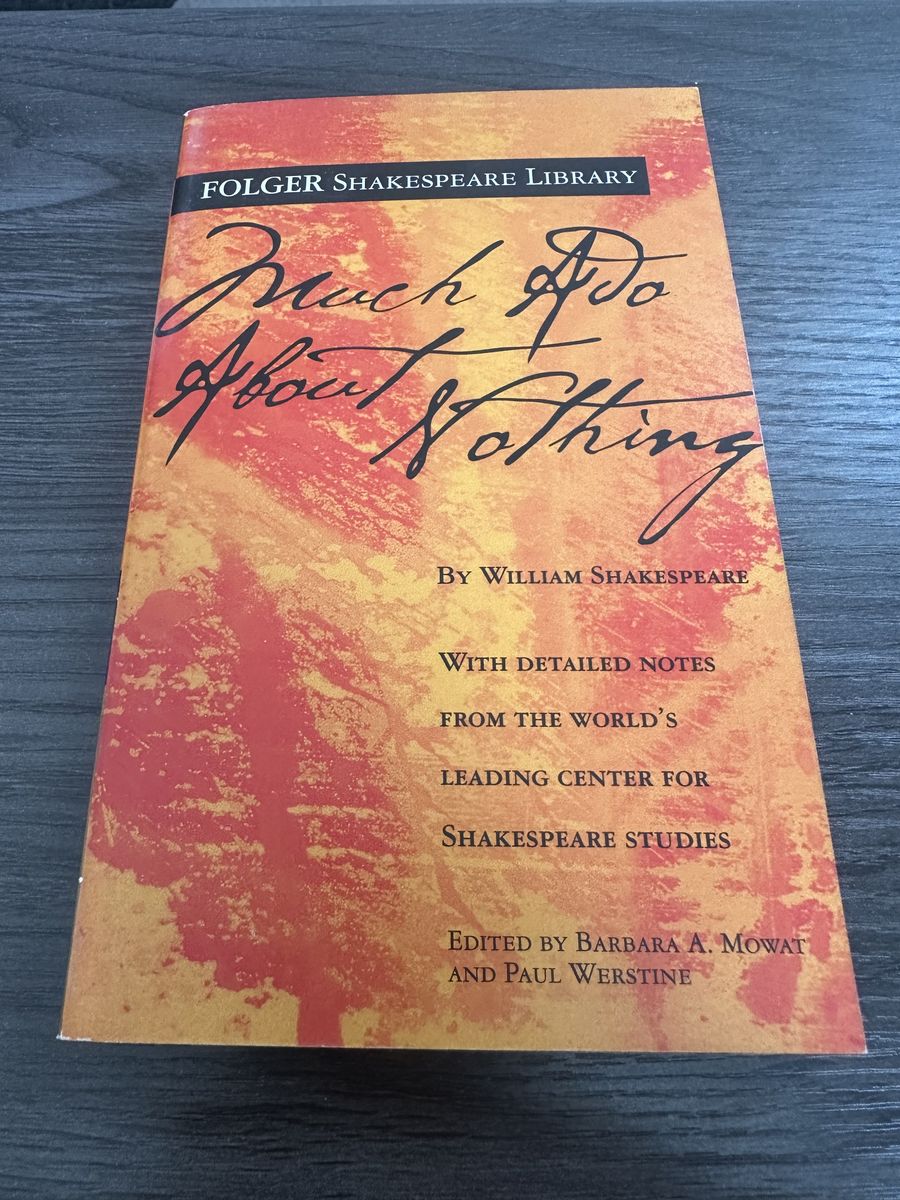 FOLGER SHAKESPEARE LIBRARY
Much Ado
About Nothing
BY WILLIAM SHAKESPEARE
WITH DETAILED NOTES
FROM THE WORLD'S
LEADING CENTER FOR
SHAKESPEARE STUDIES
EDITED BY BARBARA A. MOWAT
AND PAUL WERSTINE